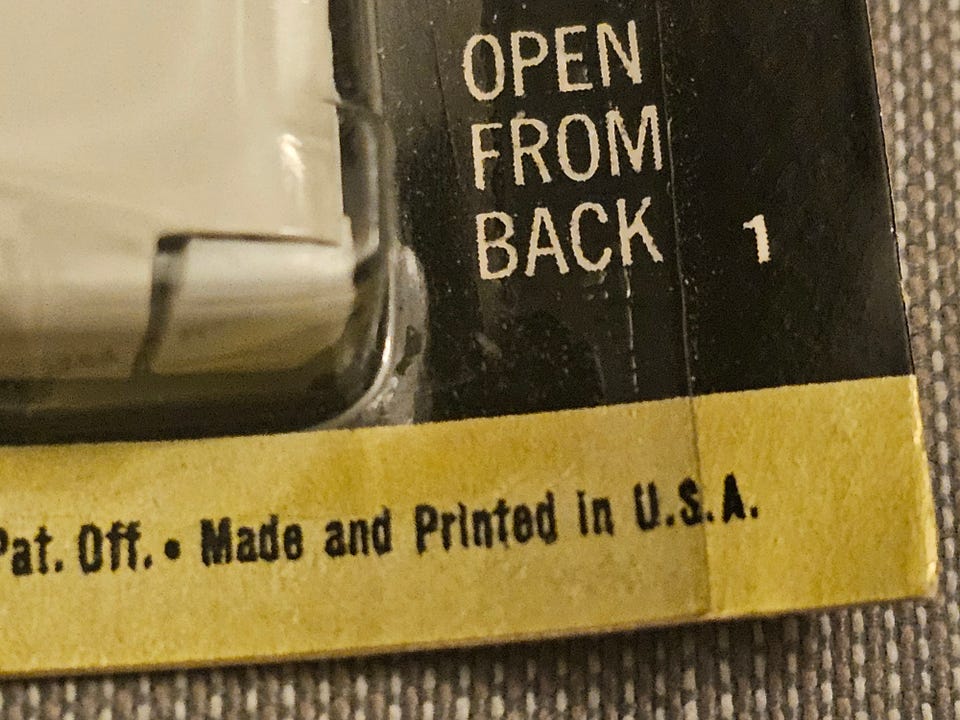 OPEN
FROM
BACK
1
Pat. Off. • Made and Printed in U.S.A.